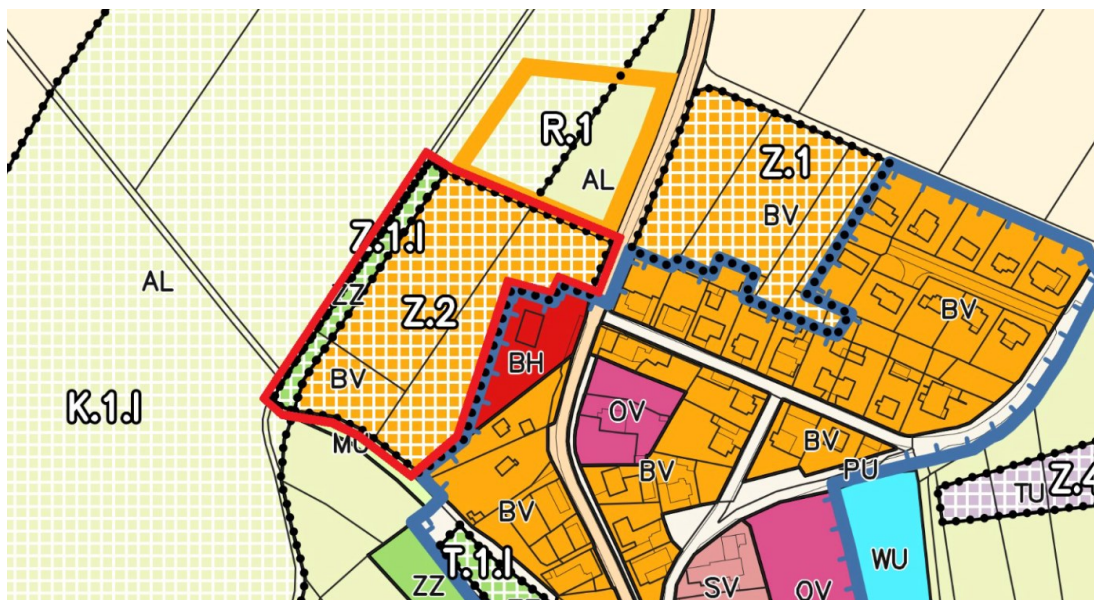 R.1
Z.1
AL
BV
Z.1.I
AL
ZZ
Z.2
BV
BH
BV
K.1.I
OV
MU
BV
BV
PU
Z.4
TU
BV
T.1.I
WU
ZZ
SV
OV